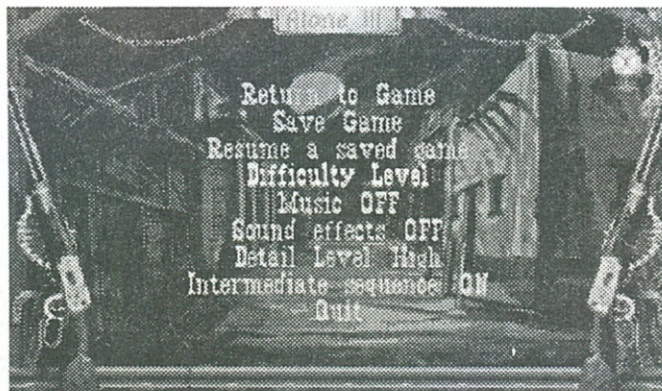 Alone III
Return to Game
Save Game
Resume a saved game
Difficulty Level
Music OFF
Sound effects OFF
Detail Level High
Intermediate sequence ON
Quit